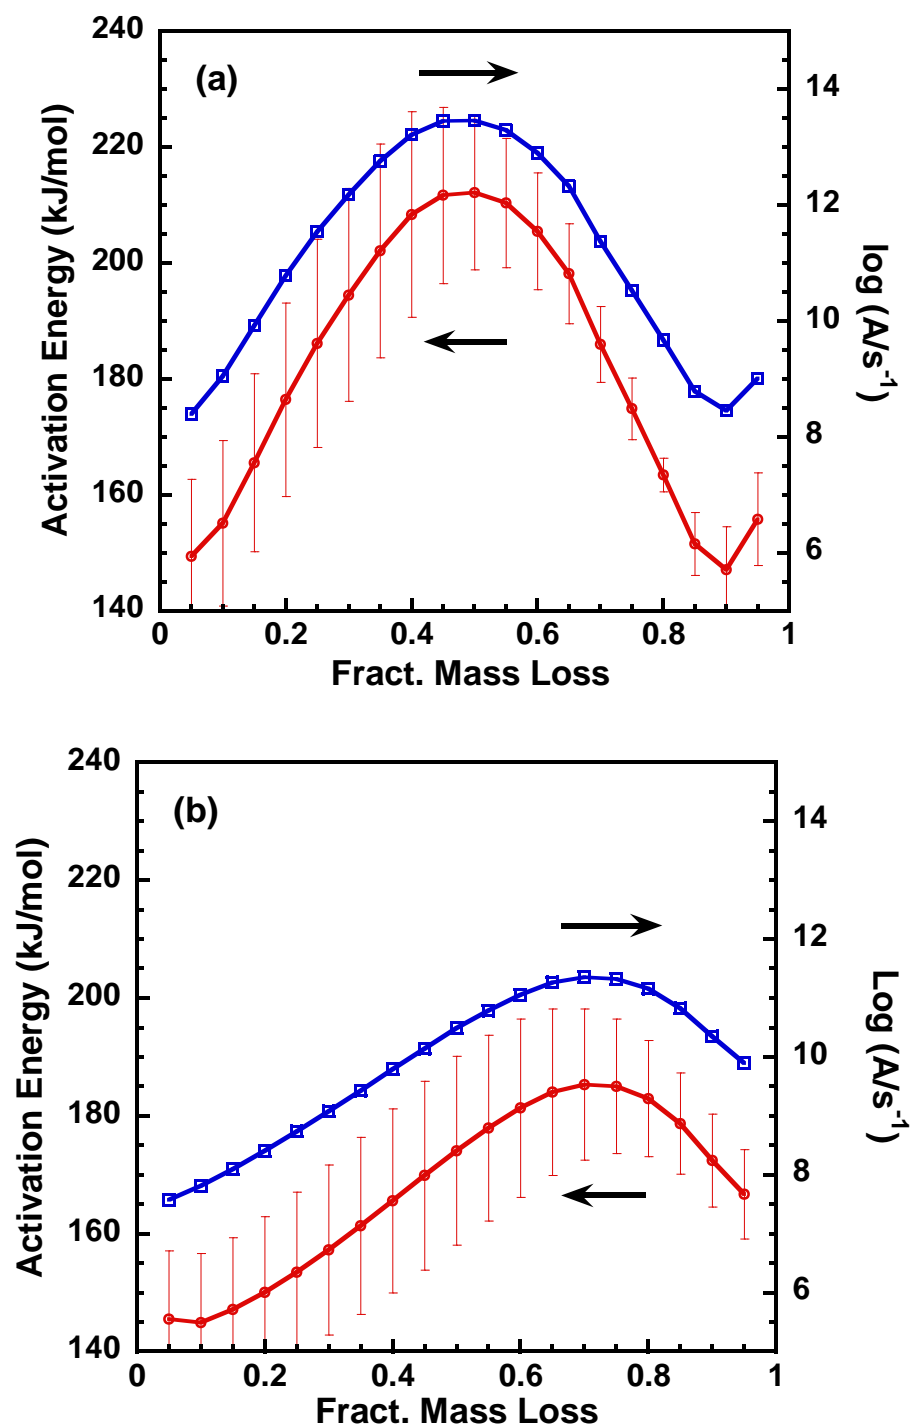 (a)
Activation Energy (kJ/mol)
240
220
200
180
160
140
14
12
10
8
6
log (A/s⁻¹)
0 0.2 0.4 0.6 0.8 1
Fract. Mass Loss
(b)
Activation Energy (kJ/mol)
240
220
200
180
160
140
14
12
10
8
6
Log (A/s⁻¹)
0 0.2 0.4 0.6 0.8 1
Fract. Mass Loss